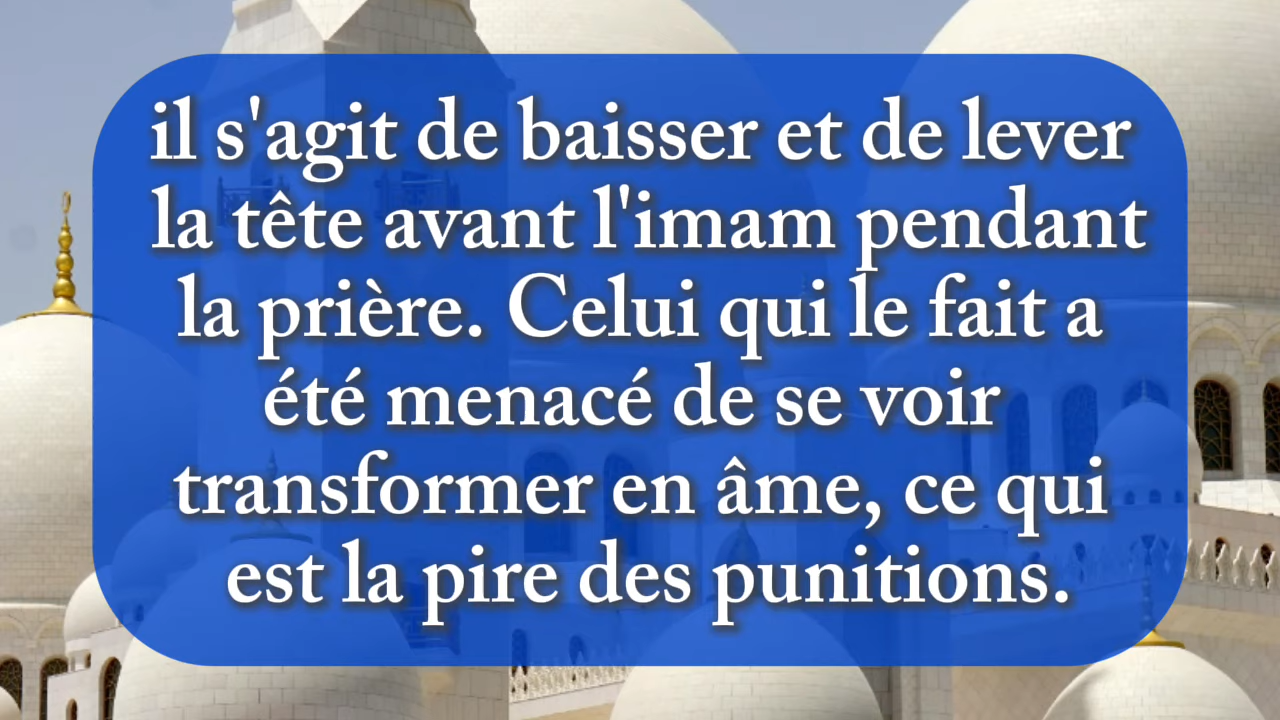 il s'agit de baisser et de lever
la tête avant l'imam pendant
la prière. Celui qui le fait a
été menacé de se voir
transformer en âme, ce qui
est la pire des punitions.